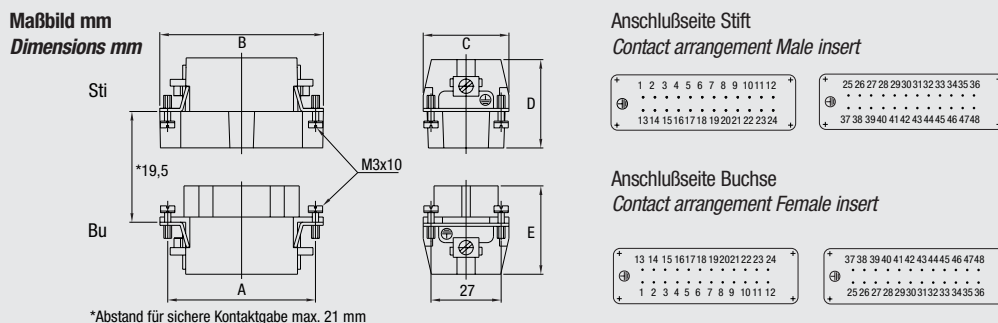 Maßbild mm
Dimensions mm
B
C
Sti
D
*19,5
M3x10
Bu
E
A
27
*Abstand für sichere Kontaktgabe max. 21 mm
Anschlußseite Stift
Contact arrangement Male insert
1 2 3 4 5 6 7 8 9 10 11 12
13 14 15 16 17 18 19 20 21 22 23 24
25 26 27 28 29 30 31 32 33 34 35 36
37 38 39 40 41 42 43 44 45 46 47 48
Anschlußseite Buchse
Contact arrangement Female insert
13 14 15 16 17 18 19 20 21 22 23 24
1 2 3 4 5 6 7 8 9 10 11 12
37 38 39 40 41 42 43 44 45 46 47 48
25 26 27 28 29 30 31 32 33 34 35 36